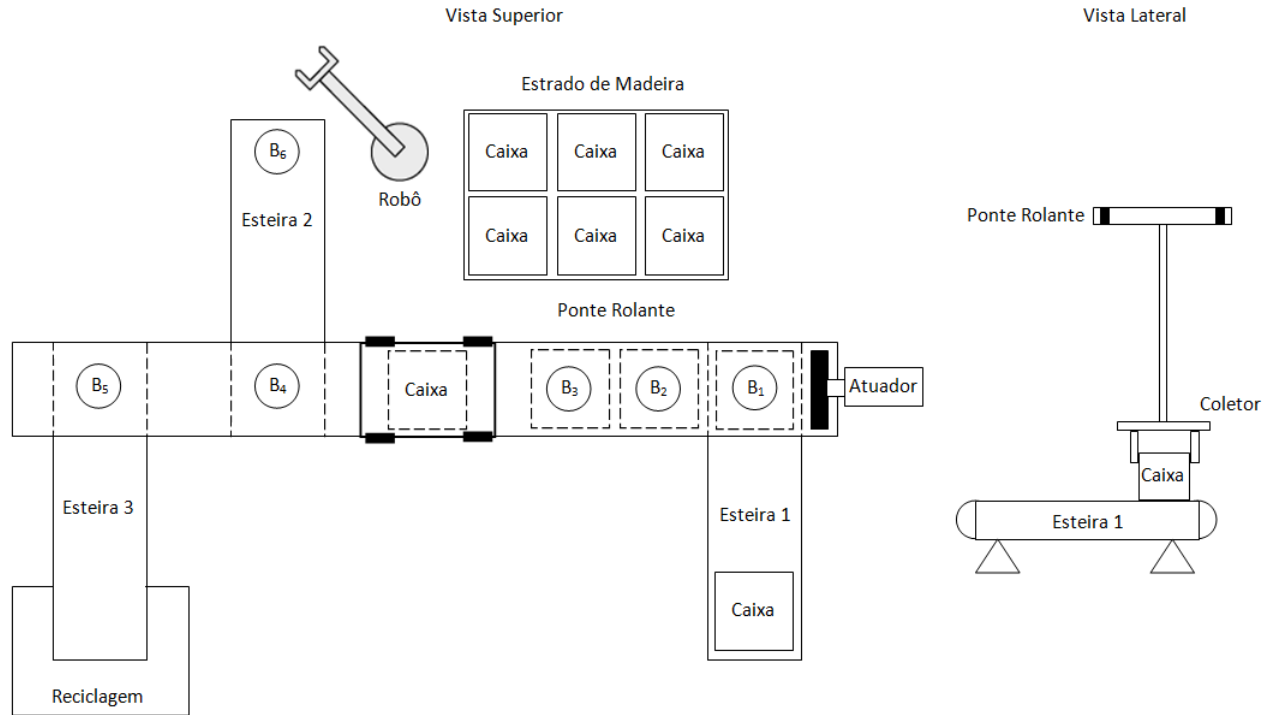 Vista Superior
Vista Lateral
Estrado de Madeira
Caixa
Caixa
Caixa
B₆
Robô
Esteira 2
Caixa
Caixa
Caixa
Ponte Rolante
Ponte Rolante
B₅
B₄
Caixa
B₃
B₂
B₁
Atuador
Coletor
Caixa
Esteira 3
Esteira 1
Esteira 1
Caixa
Reciclagem